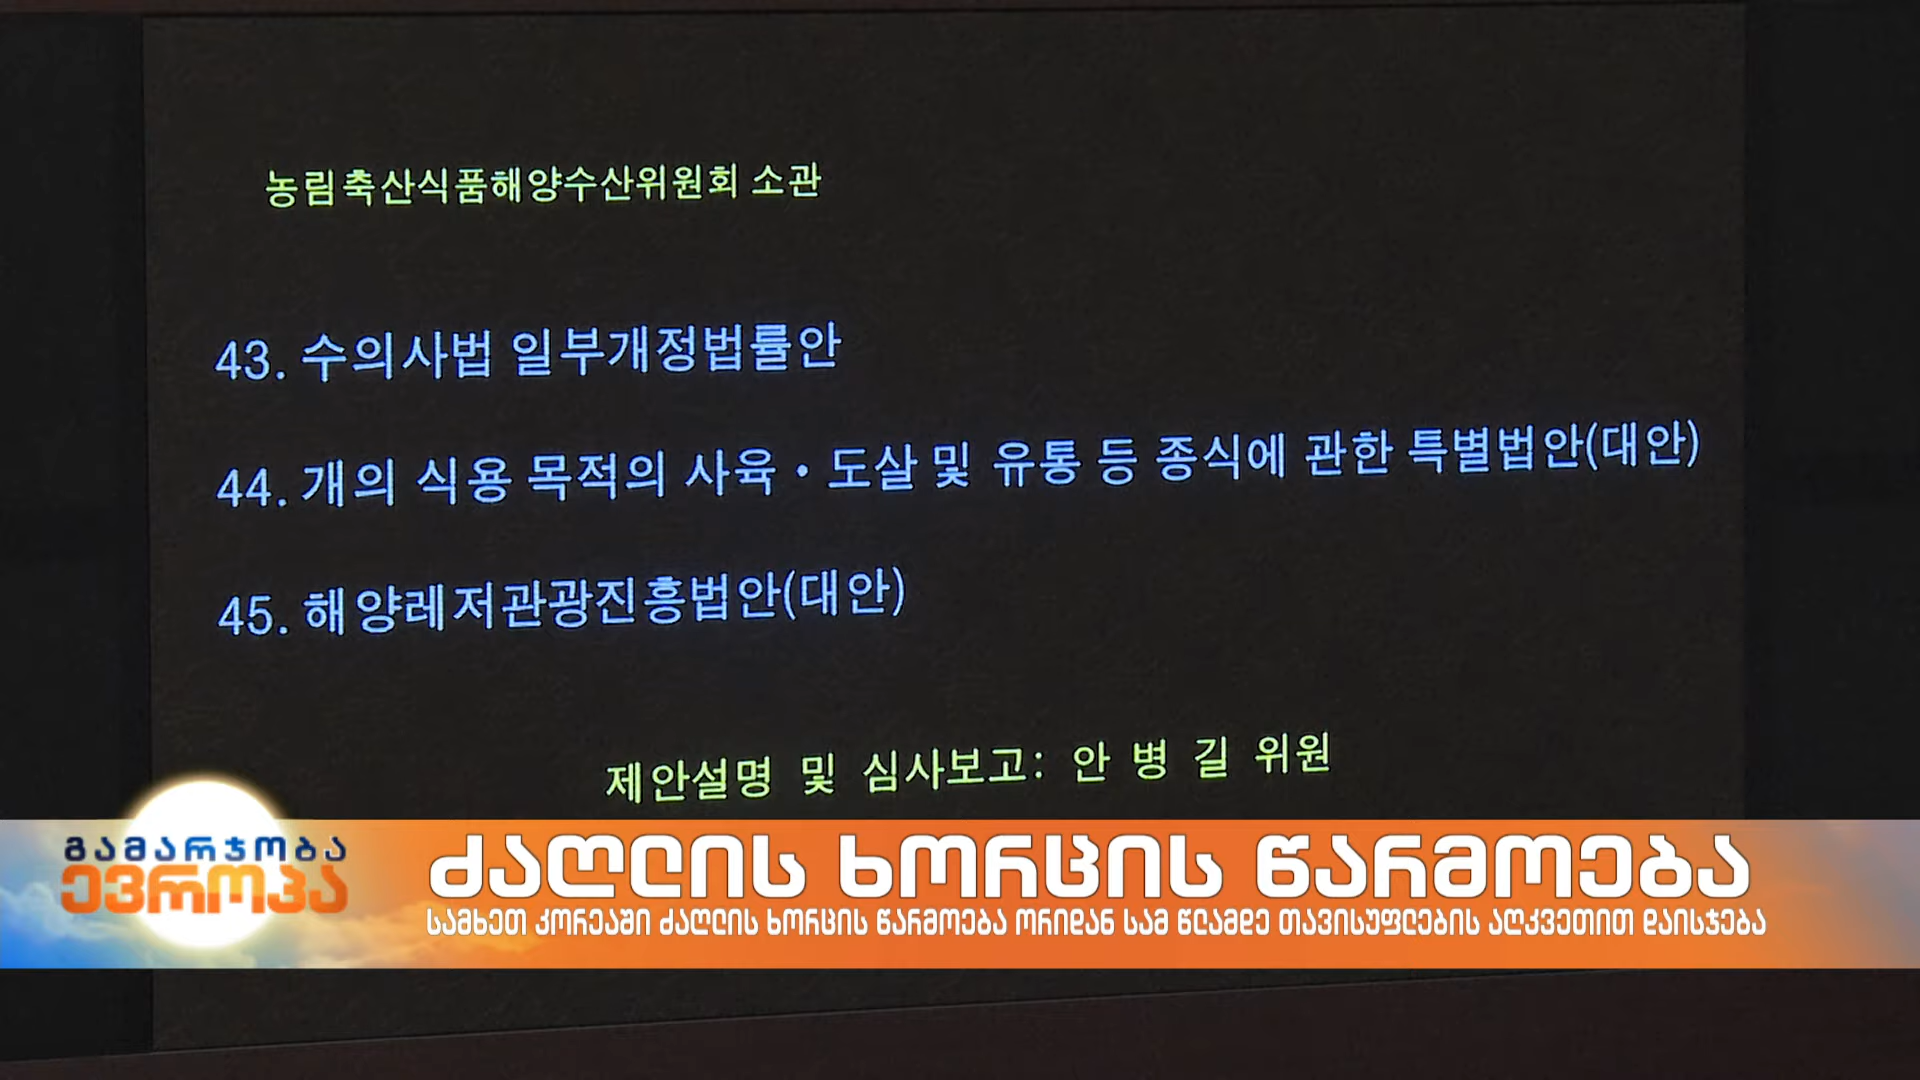 농림축산식품해양수산위원회 소관
43. 수의사법 일부개정법률안
44. 개의 식용 목적의 사육·도살 및 유통 등 종식에 관한 특별법안(대안)
45. 해양레저관광진흥법안(대안)
제안설명 및 심사보고: 안 병 길 위원
გამარჯობა
ევროპა
ძაღლის ხორცის წარმოება
სამხეთ კორეაში ძაღლის ხორცის წარმოება ორიდან სამ წლამდე თავისუფლების აღკვეთით დაისჯება